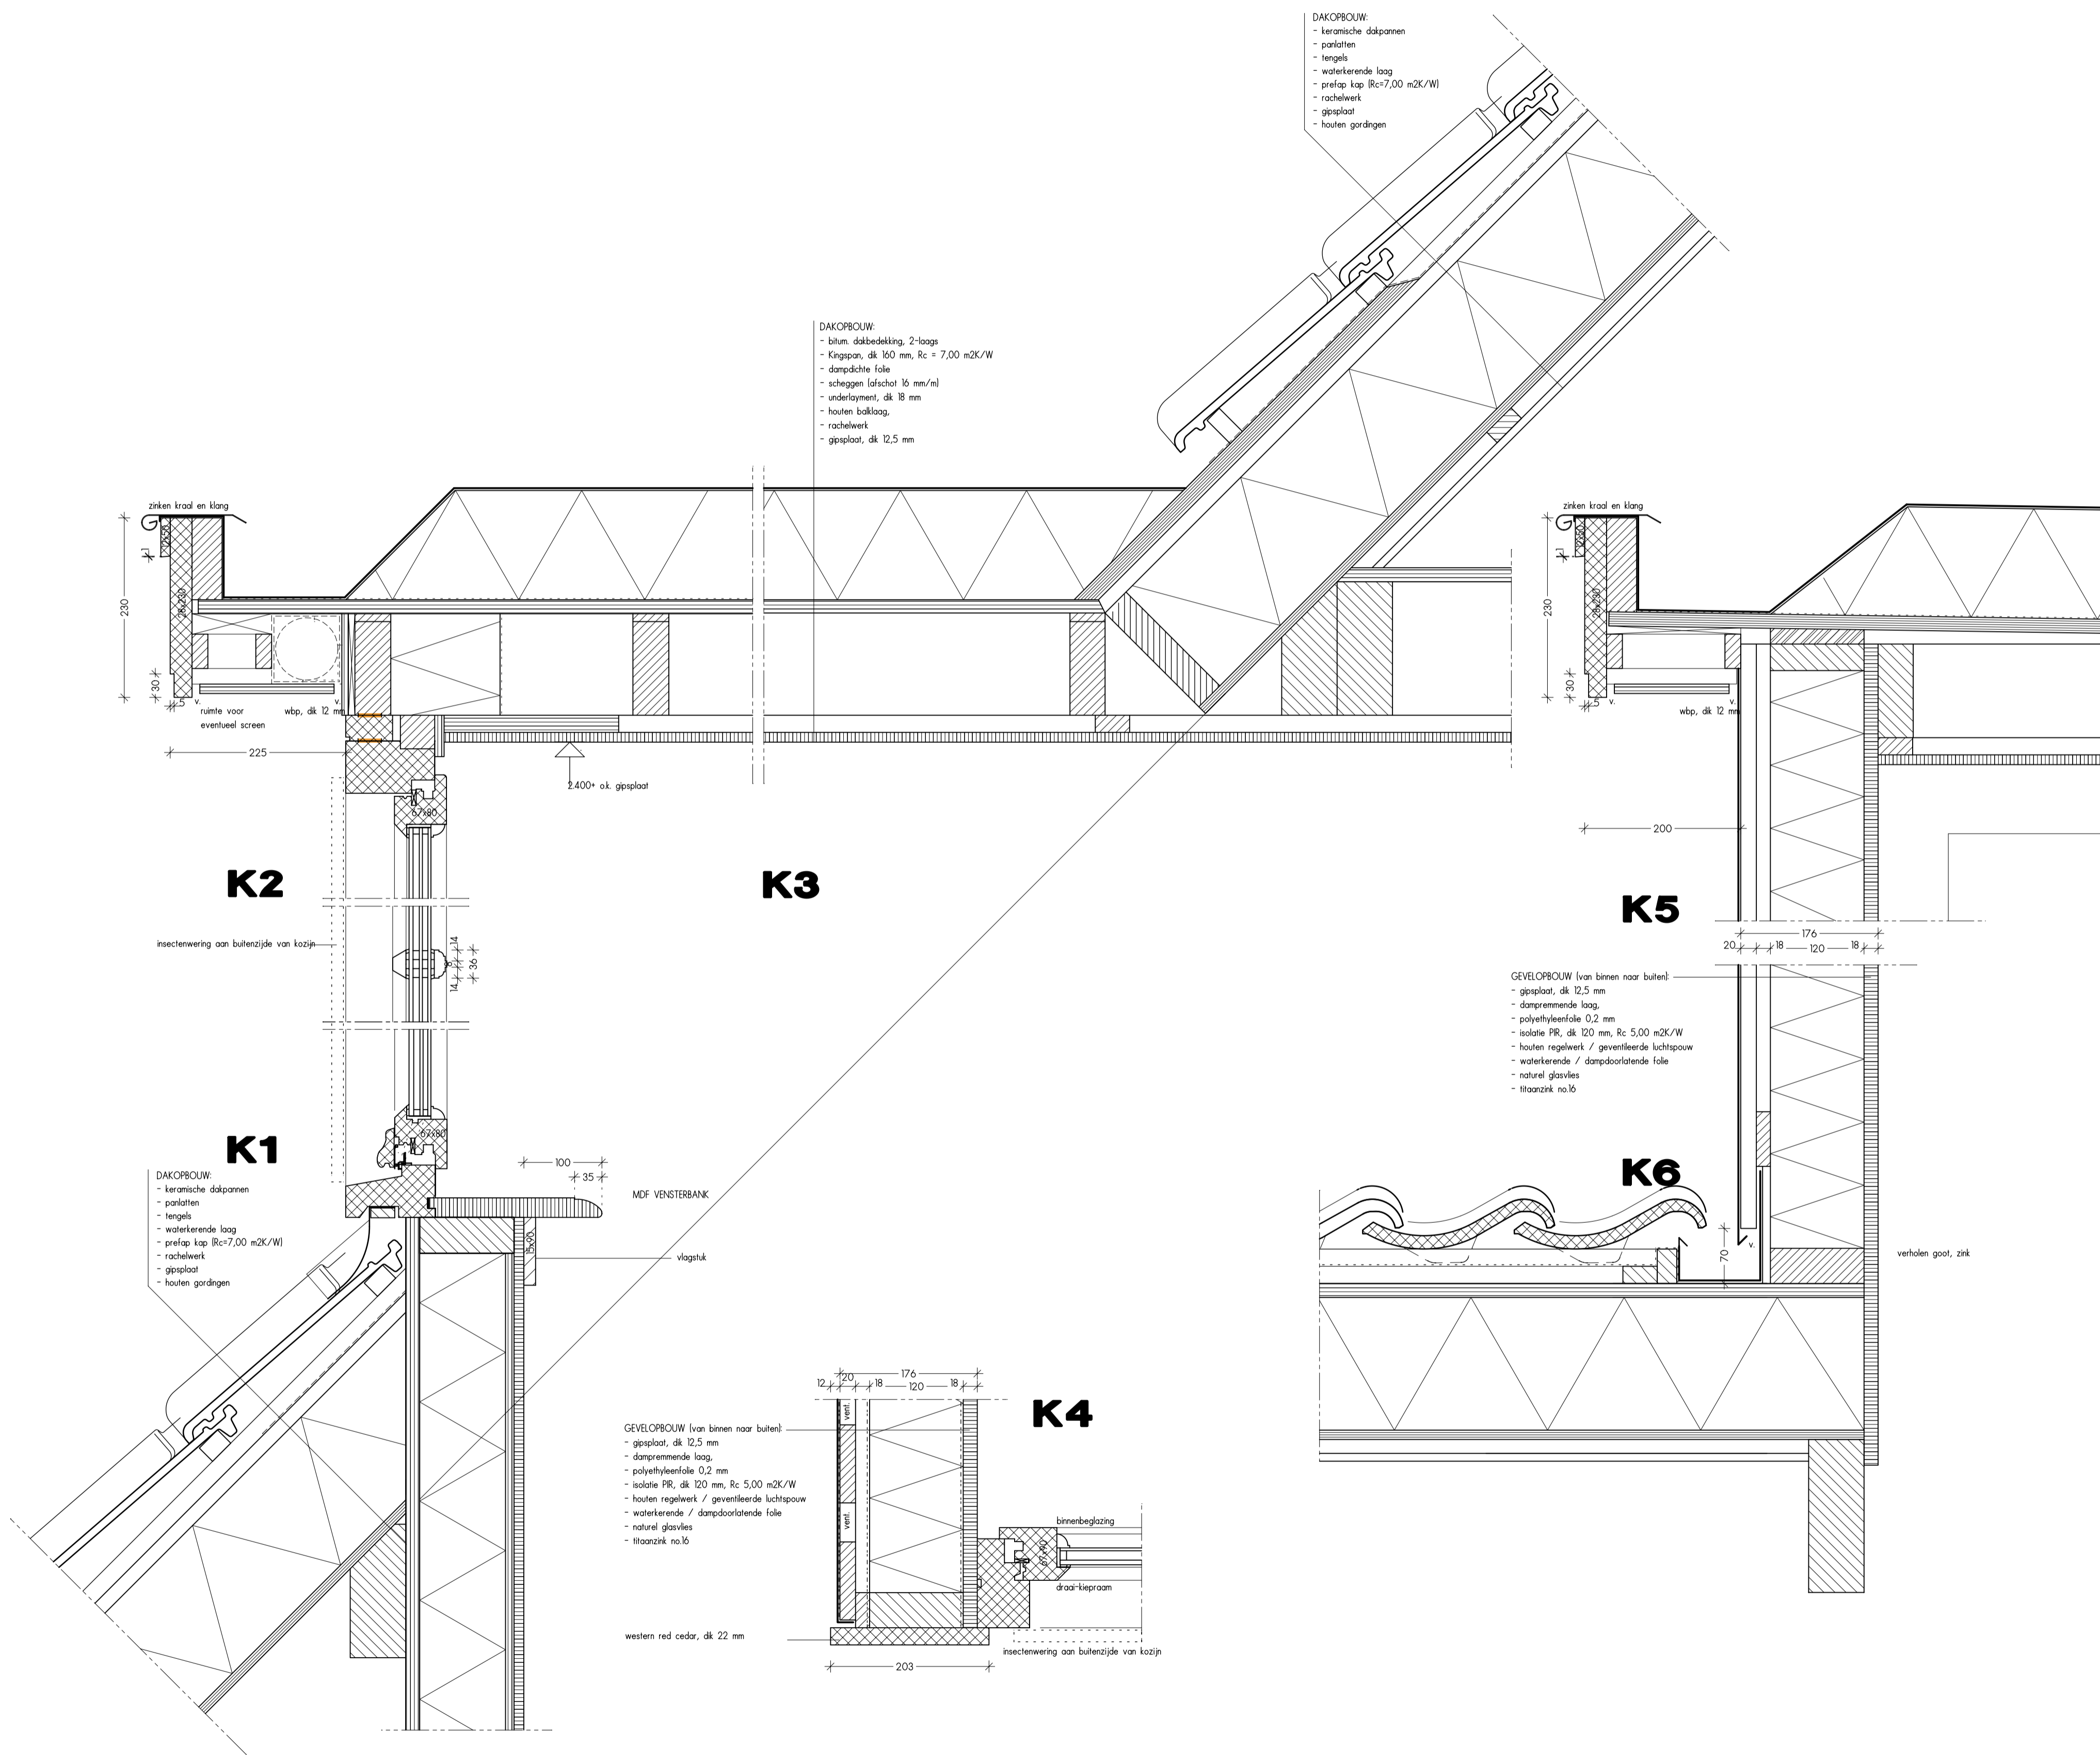 DAKOPBOUW:
- keramische dakpannen
- panlatten
- tengels
- waterkerende laag
- prefap kap (Rc=7,00 m2K/W)
- rachelwerk
- gipsplaat
- houten gordingen
DAKOPBOUW:
- bitum. dakbedekking, 2-laags
- Kingspan, dik 160 mm, Rc = 7,00 m2K/W
- dampdichte folie
- scheggen (afschot 16 mm/m)
- underlayment, dik 18 mm
- houten balklaag,
- rachelwerk
- gipsplaat, dik 12,5 mm
zinken kraal en klang
230
28x230
30
5
v.
v.
ruimte voor
eventueel screen
wbp, dik 12 mm
225
2.400+ o.k. gipsplaat
67x80
K2
K3
insectenwering aan buitenzijde van kozijn
14
8
14
36
67x80
K1
100
35
MDF VENSTERBANK
15x90
vlagstuk
DAKOPBOUW:
- keramische dakpannen
- panlatten
- tengels
- waterkerende laag
- prefap kap (Rc=7,00 m2K/W)
- rachelwerk
- gipsplaat
- houten gordingen
zinken kraal en klang
230
28x230
30
5
v.
v.
wbp, dik 12 mm
200
K5
176
20
18
120
18
GEVELOPBOUW (van binnen naar buiten):
- gipsplaat, dik 12,5 mm
- dampremmende laag,
- polyethyleenfolie 0,2 mm
- isolatie PIR, dik 120 mm, Rc 5,00 m2K/W
- houten regelwerk / geventileerde luchtspouw
- waterkerende / dampdoorlatende folie
- naturel glasvlies
- titaanzink no.16
K6
v.
70
verholen goot, zink
K4
176
12
20
18
120
18
vent.
vent.
GEVELOPBOUW (van binnen naar buiten):
- gipsplaat, dik 12,5 mm
- dampremmende laag,
- polyethyleenfolie 0,2 mm
- isolatie PIR, dik 120 mm, Rc 5,00 m2K/W
- houten regelwerk / geventileerde luchtspouw
- waterkerende / dampdoorlatende folie
- naturel glasvlies
- titaanzink no.16
binnenbeglazing
67x90
draai-kiepraam
western red cedar, dik 22 mm
insectenwering aan buitenzijde van kozijn
203